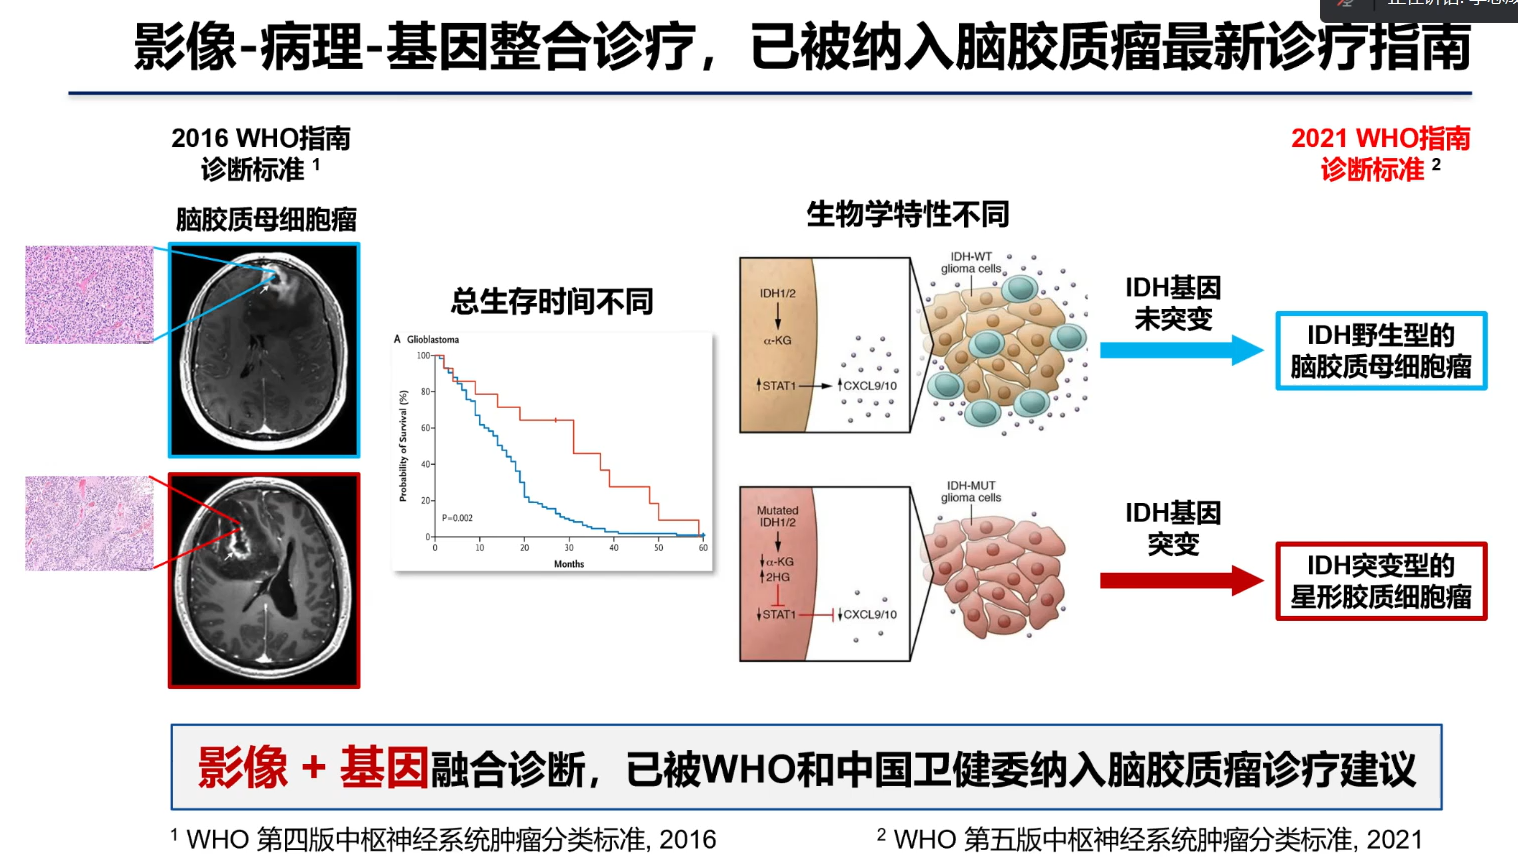 正在讲话:
影像-病理-基因整合诊疗，已被纳入脑胶质瘤最新诊疗指南
2016 WHO指南
诊断标准 1
脑胶质母细胞瘤
总生存时间不同
A Glioblastoma
Probability of Survival (%)
100
80
60
40
20
0
P=0.002
0 10 20 30 40 50 60
Months
生物学特性不同
IDH1/2
α-KG
STAT1
CXCL9/10
IDH-WT
glioma cells
Mutated
IDH1/2
α-KG
2HG
STAT1
CXCL9/10
IDH-MUT
glioma cells
2021 WHO指南
诊断标准 2
IDH基因
未突变
IDH野生型的
脑胶质母细胞瘤
IDH基因
突变
IDH突变型的
星形胶质细胞瘤
影像 + 基因融合诊断，已被WHO和中国卫健委纳入脑胶质瘤诊疗建议
1 WHO 第四版中枢神经系统肿瘤分类标准, 2016
2 WHO 第五版中枢神经系统肿瘤分类标准, 2021